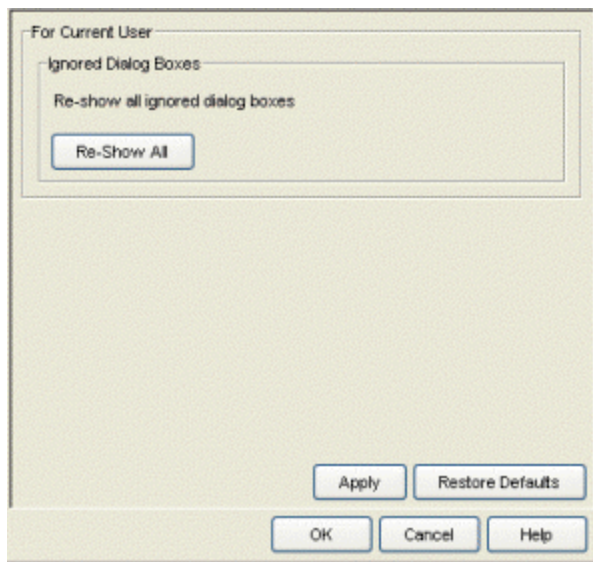 For Current User
Ignored Dialog Boxes
Re-show all ignored dialog boxes
Re-Show All
Apply
Restore Defaults
OK
Cancel
Help